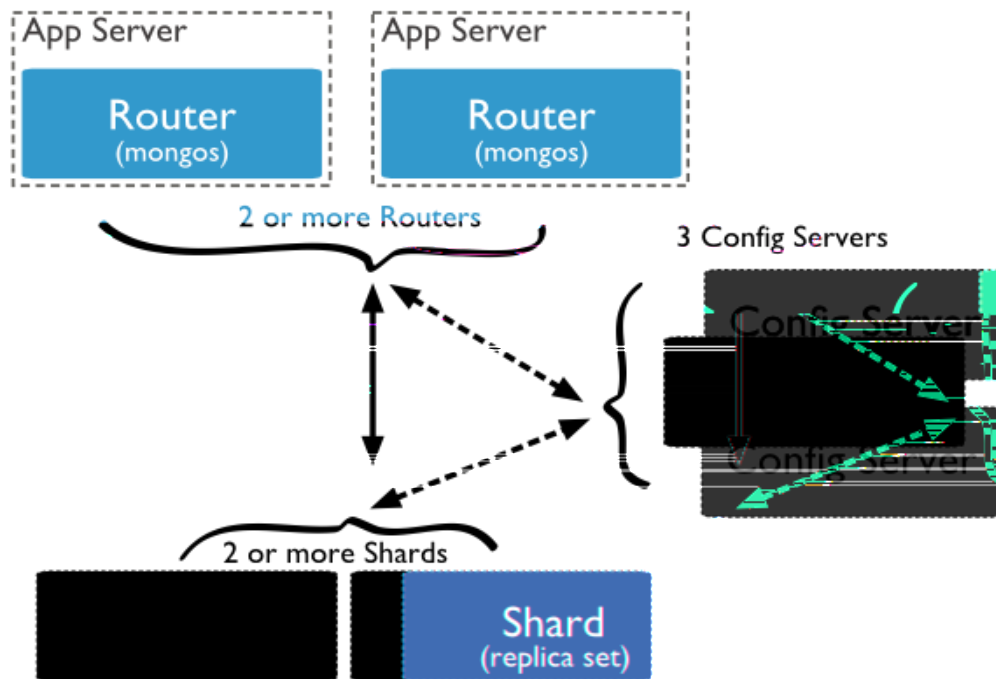 App Server
App Server
Router
(mongos)
Router
(mongos)
2 or more Routers
3 Config Servers
Config Server
Config Server
2 or more Shards
Shard
(replica set)